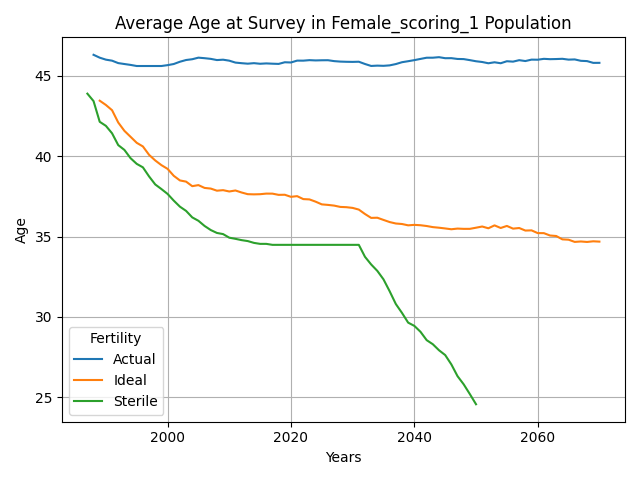 Average Age at Survey in Female_scoring_1 Population
45
40
35
30
25
Age
Fertility
Actual
Ideal
Sterile
2000 2020 2040 2060
Years